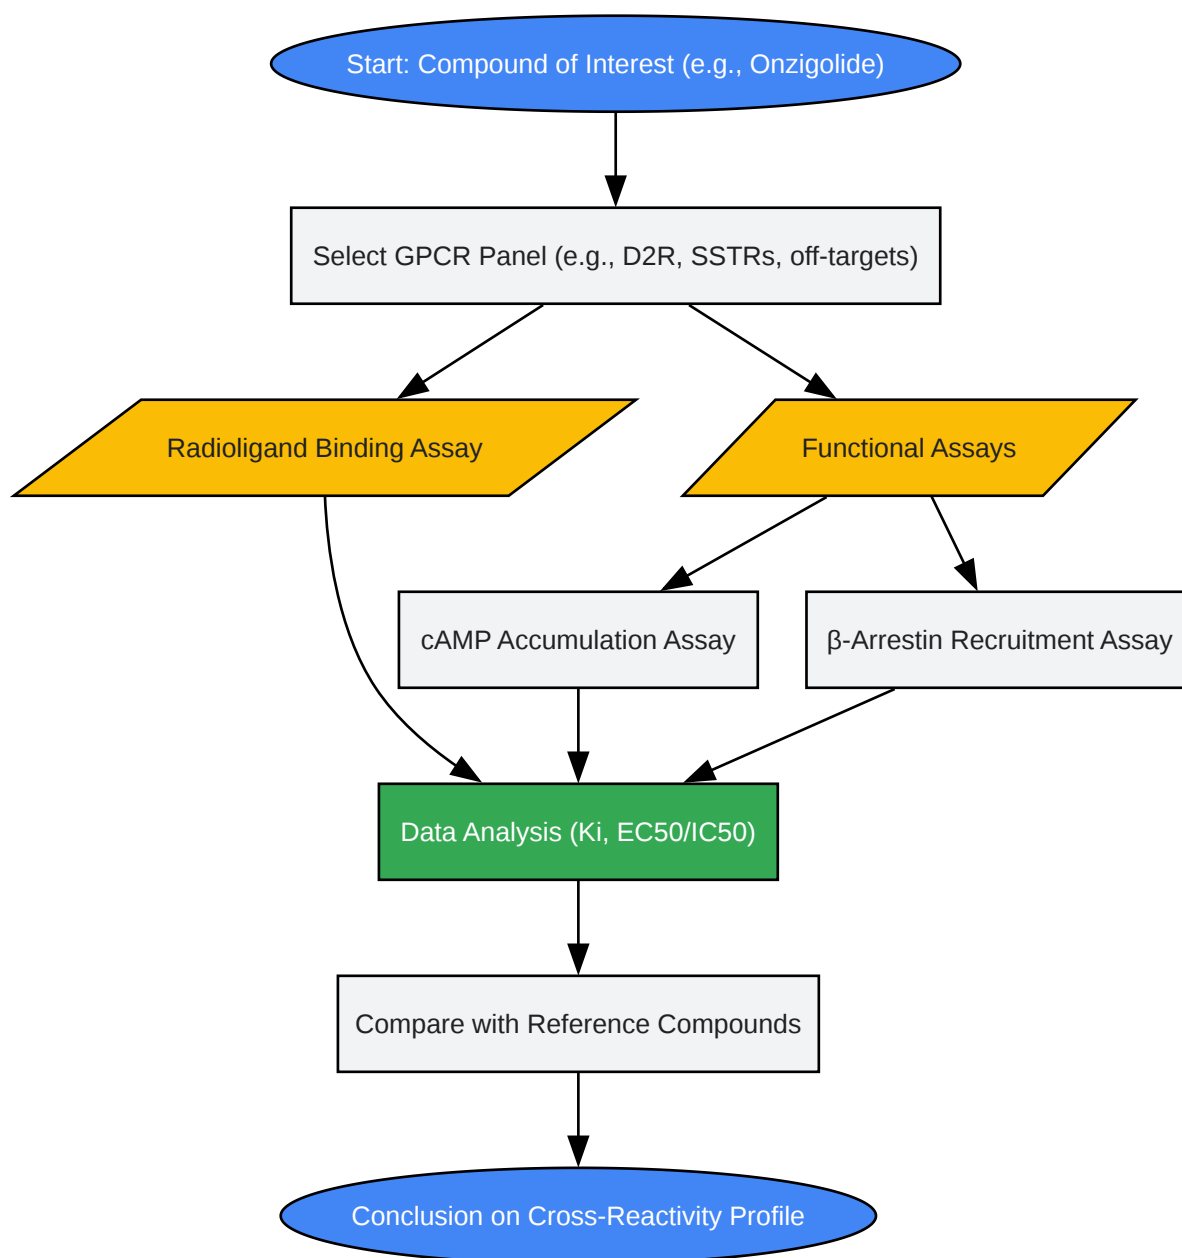 Start: Compound of Interest (e.g., Onzigolide)
Select GPCR Panel (e.g., D2R, SSTRs, off-targets)
Radioligand Binding Assay
Functional Assays
cAMP Accumulation Assay
β-Arrestin Recruitment Assay
Data Analysis (Ki, EC50/IC50)
Compare with Reference Compounds
Conclusion on Cross-Reactivity Profile